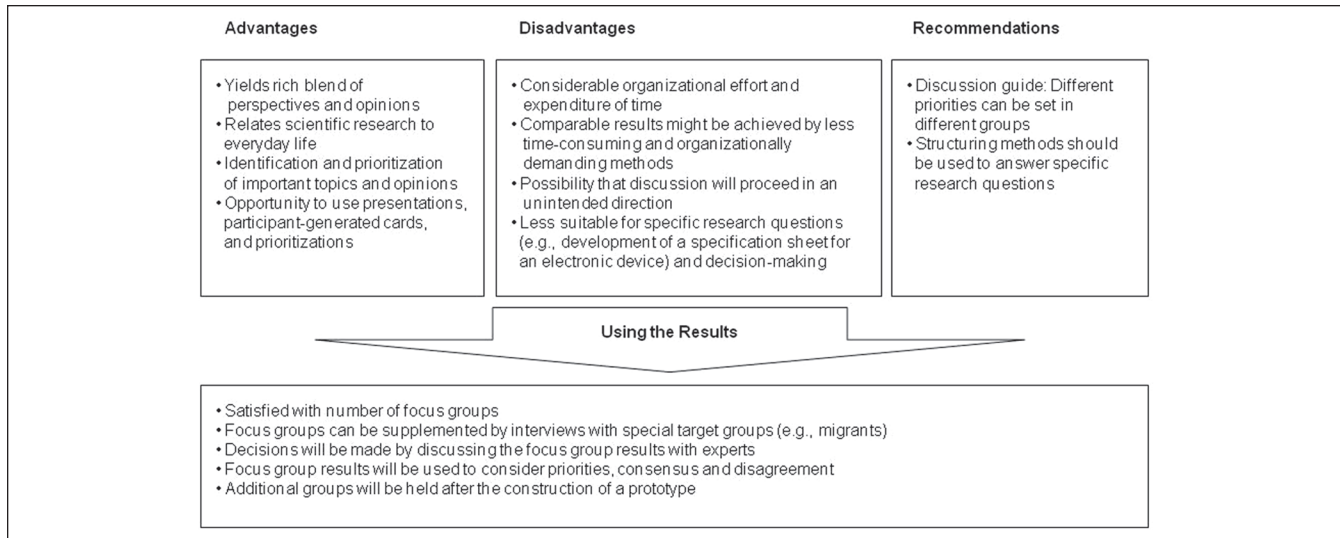 Advantages
Disadvantages
Recommendations
• Yields rich blend of
perspectives and opinions
• Relates scientific research to
everyday life
• Identification and prioritization
of important topics and opinions
• Opportunity to use presentations,
participant-generated cards,
and prioritizations
• Considerable organizational effort and
expenditure of time
• Comparable results might be achieved by less
time-consuming and organizationally
demanding methods
• Possibility that discussion will proceed in an
unintended direction
• Less suitable for specific research questions
(e.g., development of a specification sheet for
an electronic device) and decision-making
• Discussion guide: Different
priorities can be set in
different groups
• Structuring methods should
be used to answer specific
research questions
Using the Results
• Satisfied with number of focus groups
• Focus groups can be supplemented by interviews with special target groups (e.g., migrants)
• Decisions will be made by discussing the focus group results with experts
• Focus group results will be used to consider priorities, consensus and disagreement
• Additional groups will be held after the construction of a prototype